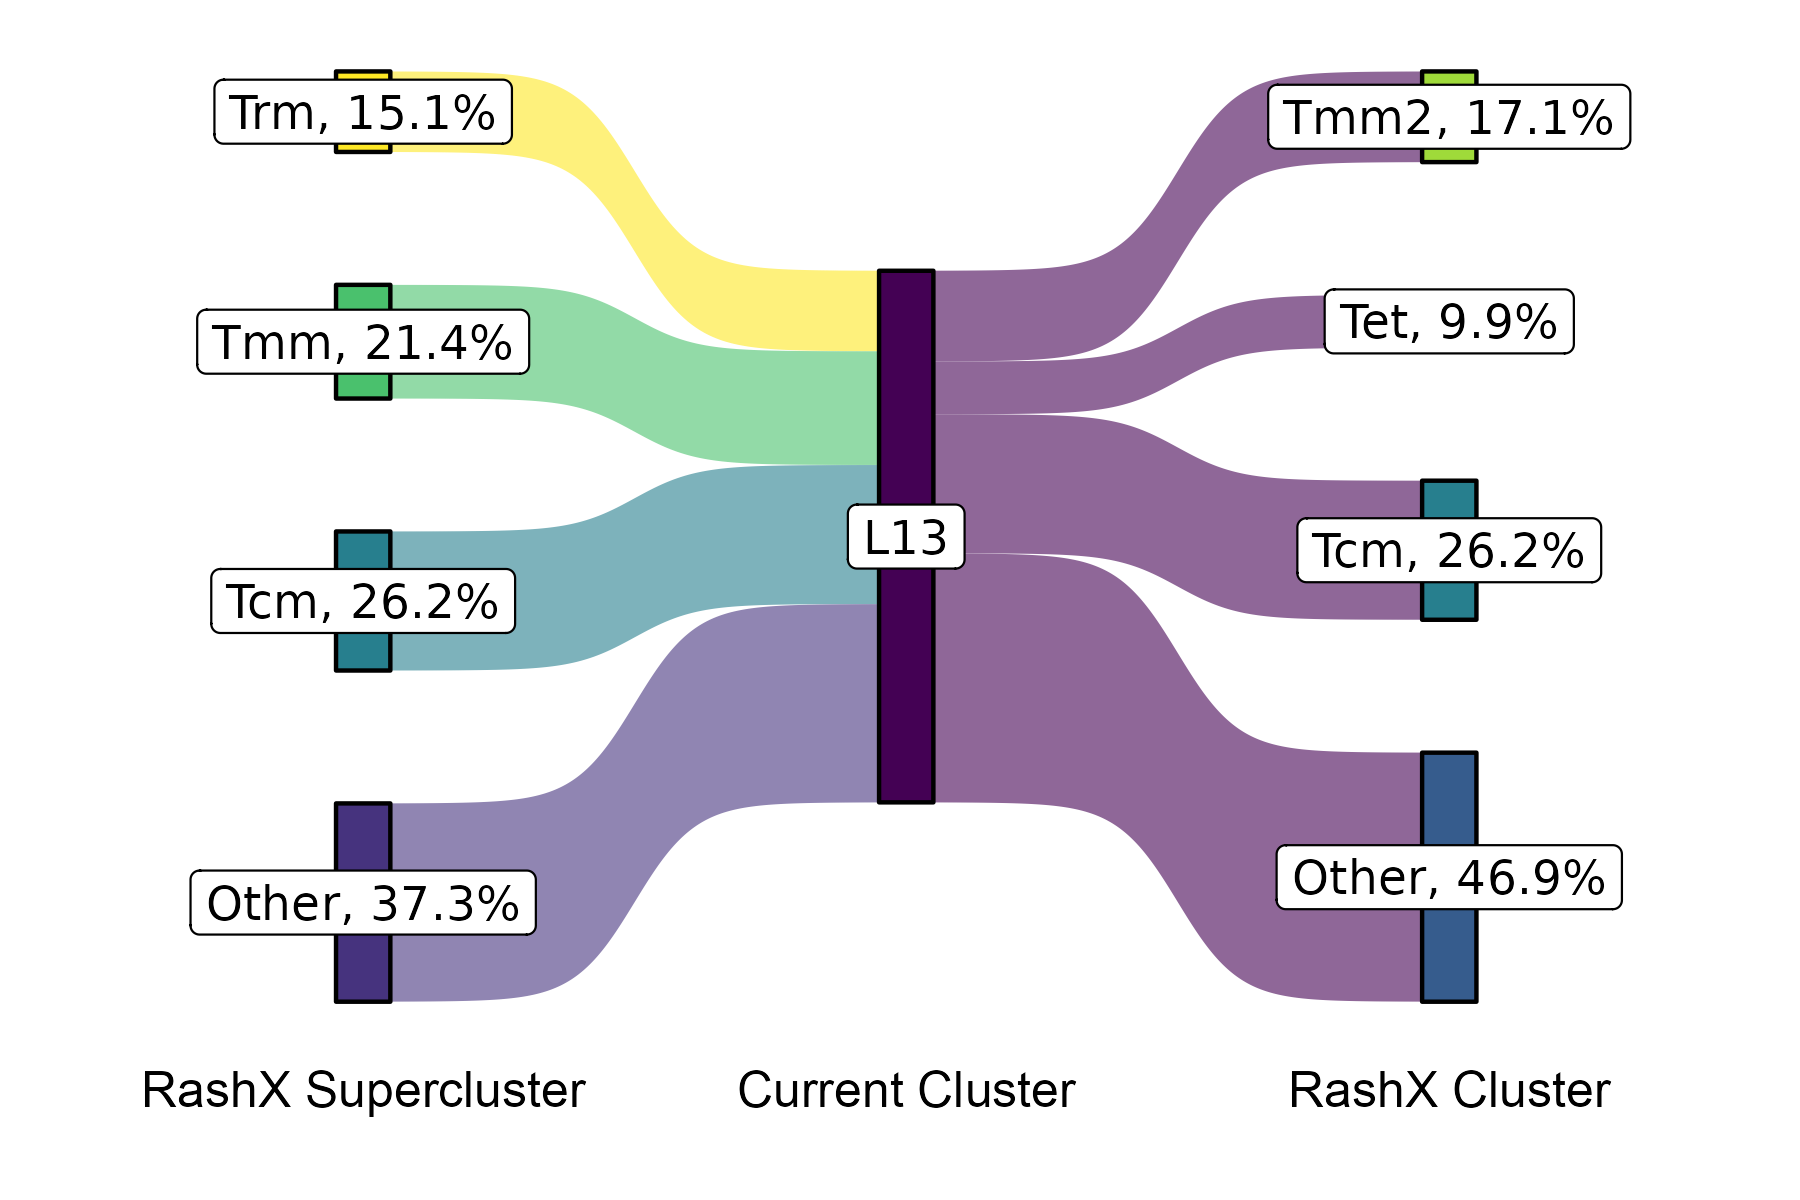 Trm, 15.1%
Tmm, 21.4%
Tcm, 26.2%
Other, 37.3%
L13
Tmm2, 17.1%
Tet, 9.9%
Tcm, 26.2%
Other, 46.9%
RashX Supercluster
Current Cluster
RashX Cluster